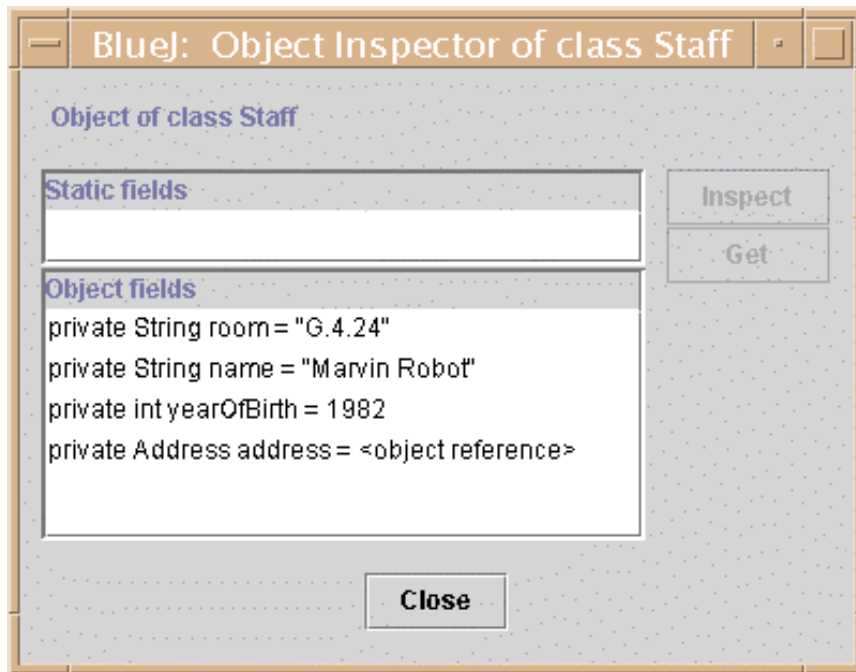 BlueJ: Object Inspector of class Staff
Object of class Staff
Static fields
Inspect
Get
Object fields
private String room = "G.4.24"
private String name = "Marvin Robot"
private int yearOfBirth = 1982
private Address address = <object reference>
Close